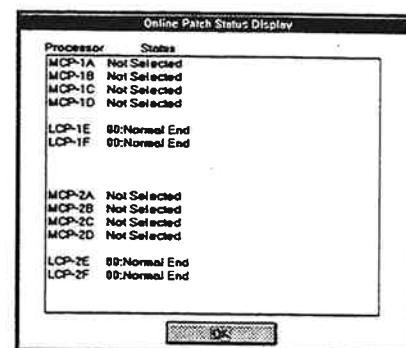 Online Patch Status Display
Processor Status
MCP-1A Not Selected
MCP-1B Not Selected
MCP-1C Not Selected
MCP-1D Not Selected
LCP-1E 00:Normal End
LCP-1F 00:Normal End
MCP-2A Not Selected
MCP-2B Not Selected
MCP-2C Not Selected
MCP-2D Not Selected
LCP-2E 00:Normal End
LCP-2F 00:Normal End
OK